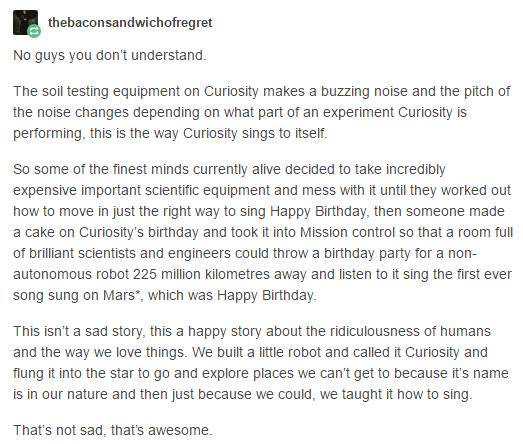 thebaconsandwichofregret
No guys you don't understand.
The soil testing equipment on Curiosity makes a buzzing noise and the pitch of
the noise changes depending on what part of an experiment Curiosity is
performing, this is the way Curiosity sings to itself.
So some of the finest minds currently alive decided to take incredibly
expensive important scientific equipment and mess with it until they worked out
how to move in just the right way to sing Happy Birthday, then someone made
a cake on Curiosity's birthday and took it into Mission control so that a room full
of brilliant scientists and engineers could throw a birthday party for a non-
autonomous robot 225 million kilometres away and listen to it sing the first ever
song sung on Mars*, which was Happy Birthday.
This isn't a sad story, this a happy story about the ridiculousness of humans
and the way we love things. We built a little robot and called it Curiosity and
flung it into the star to go and explore places we can't get to because it's name
is in our nature and then just because we could, we taught it how to sing.
That's not sad, that's awesome.